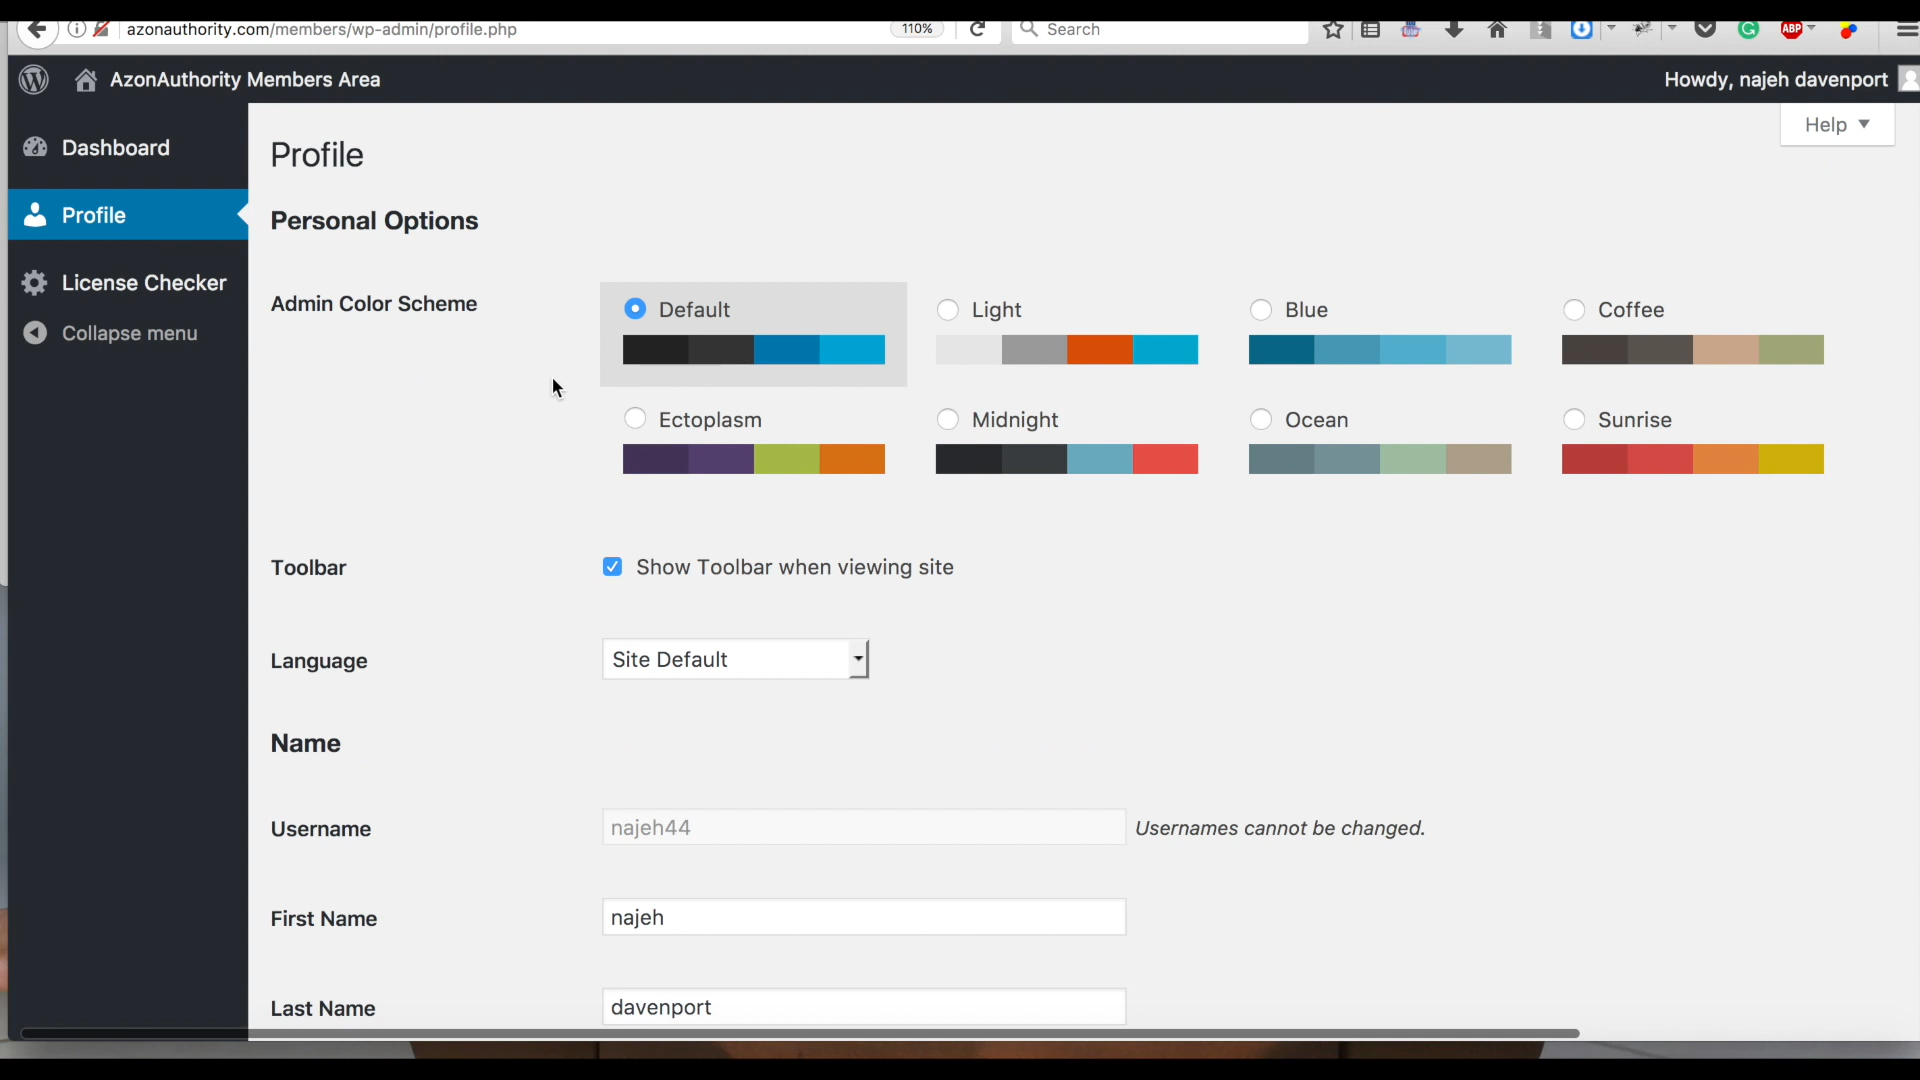 azonauthority.com/members/wp-admin/profile.php
110%
Search
ABP
AzonAuthority Members Area
Howdy, najeh davenport
Help
Dashboard
Profile
License Checker
Collapse menu
Profile
Personal Options
Admin Color Scheme
Default
Light
Blue
Coffee
Ectoplasm
Midnight
Ocean
Sunrise
Toolbar
Show Toolbar when viewing site
Language
Site Default
Name
Username
najeh44
Usernames cannot be changed.
First Name
najeh
Last Name
davenport